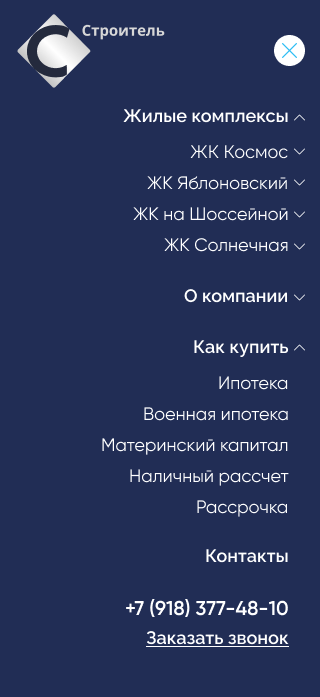 С Строитель
Жилые комплексы
ЖК Космос
ЖК Яблоновский
ЖК на Шоссейной
ЖК Солнечная
О компании
Как купить
Ипотека
Военная ипотека
Материнский капитал
Наличный рассчет
Рассрочка
Контакты
+7 (918) 377-48-10
Заказать звонок